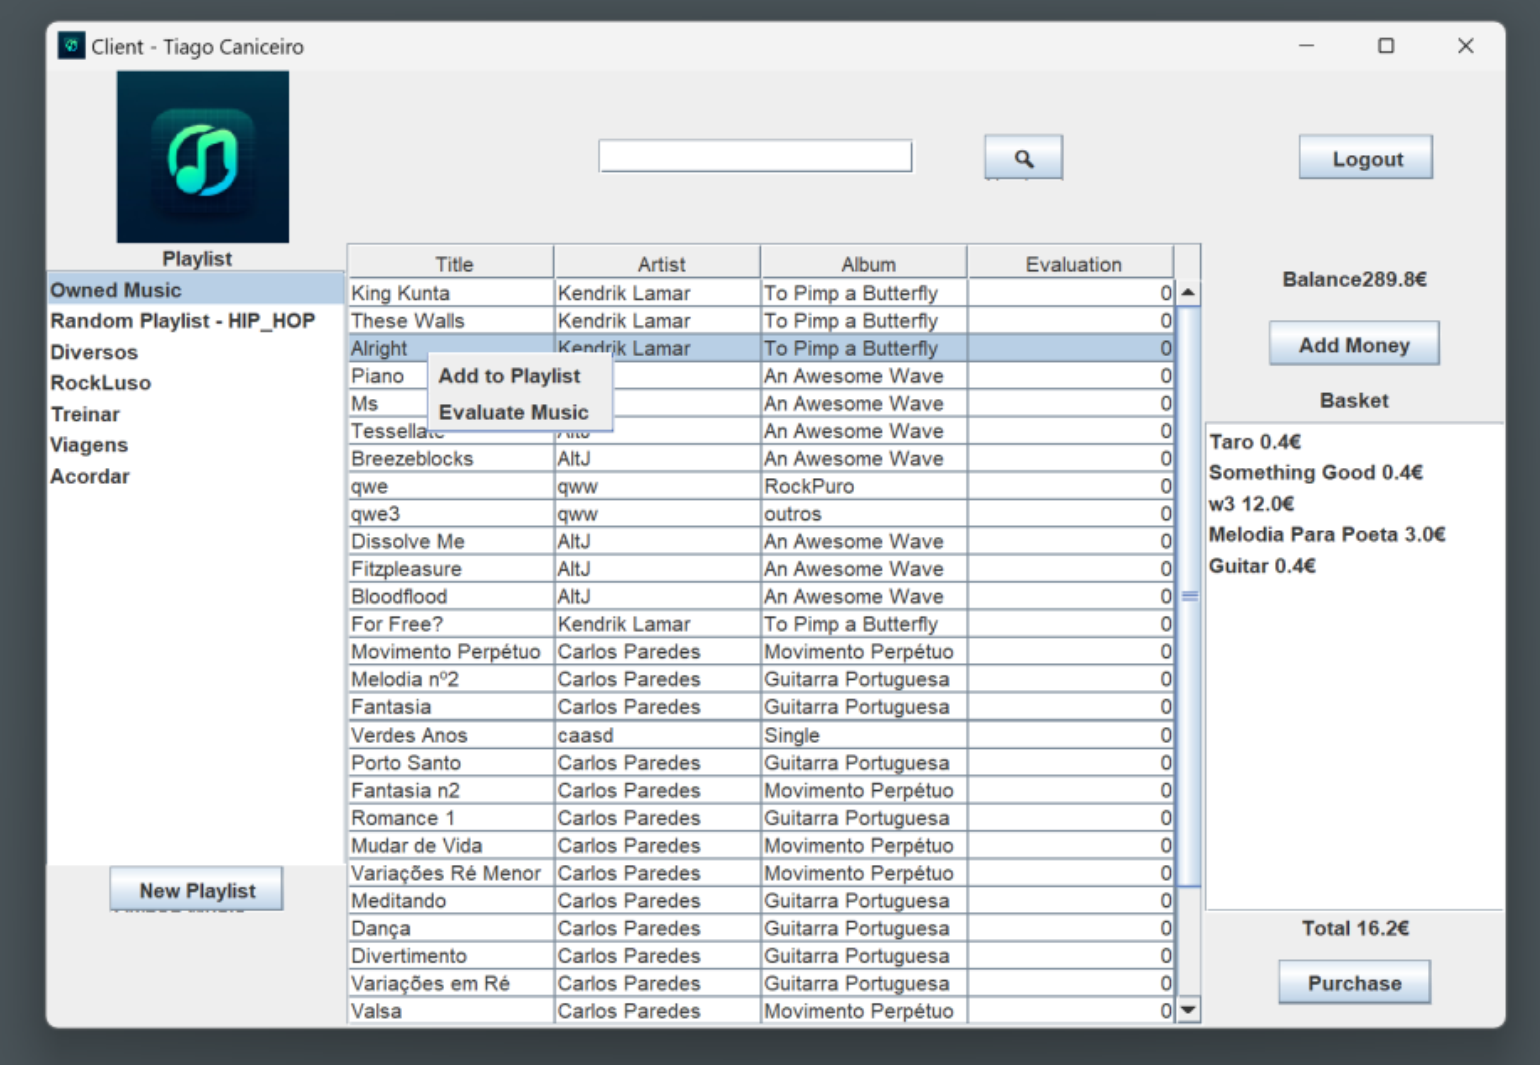 Client - Tiago Caniceiro
Logout
Playlist
Owned Music
Random Playlist - HIP_HOP
Diversos
RockLuso
Treinar
Viagens
Acordar
New Playlist
Title Artist Album Evaluation
King Kunta Kendrik Lamar To Pimp a Butterfly 0
These Walls Kendrik Lamar To Pimp a Butterfly 0
Alright Kendrik Lamar To Pimp a Butterfly 0
Piano An Awesome Wave 0
Ms An Awesome Wave 0
Tessellate AltJ An Awesome Wave 0
Breezeblocks AltJ An Awesome Wave 0
qwe qww RockPuro 0
qwe3 qww outros 0
Dissolve Me AltJ An Awesome Wave 0
Fitzpleasure AltJ An Awesome Wave 0
Bloodflood AltJ An Awesome Wave 0
For Free? Kendrik Lamar To Pimp a Butterfly 0
Movimento Perpétuo Carlos Paredes Movimento Perpétuo 0
Melodia nº2 Carlos Paredes Guitarra Portuguesa 0
Fantasia Carlos Paredes Guitarra Portuguesa 0
Verdes Anos caasd Single 0
Porto Santo Carlos Paredes Guitarra Portuguesa 0
Fantasia n2 Carlos Paredes Movimento Perpétuo 0
Romance 1 Carlos Paredes Guitarra Portuguesa 0
Mudar de Vida Carlos Paredes Movimento Perpétuo 0
Variações Ré Menor Carlos Paredes Movimento Perpétuo 0
Meditando Carlos Paredes Guitarra Portuguesa 0
Dança Carlos Paredes Guitarra Portuguesa 0
Divertimento Carlos Paredes Guitarra Portuguesa 0
Variações em Ré Carlos Paredes Guitarra Portuguesa 0
Valsa Carlos Paredes Movimento Perpétuo 0
Add to Playlist
Evaluate Music
Balance289.8€
Add Money
Basket
Taro 0.4€
Something Good 0.4€
w3 12.0€
Melodia Para Poeta 3.0€
Guitar 0.4€
Total 16.2€
Purchase